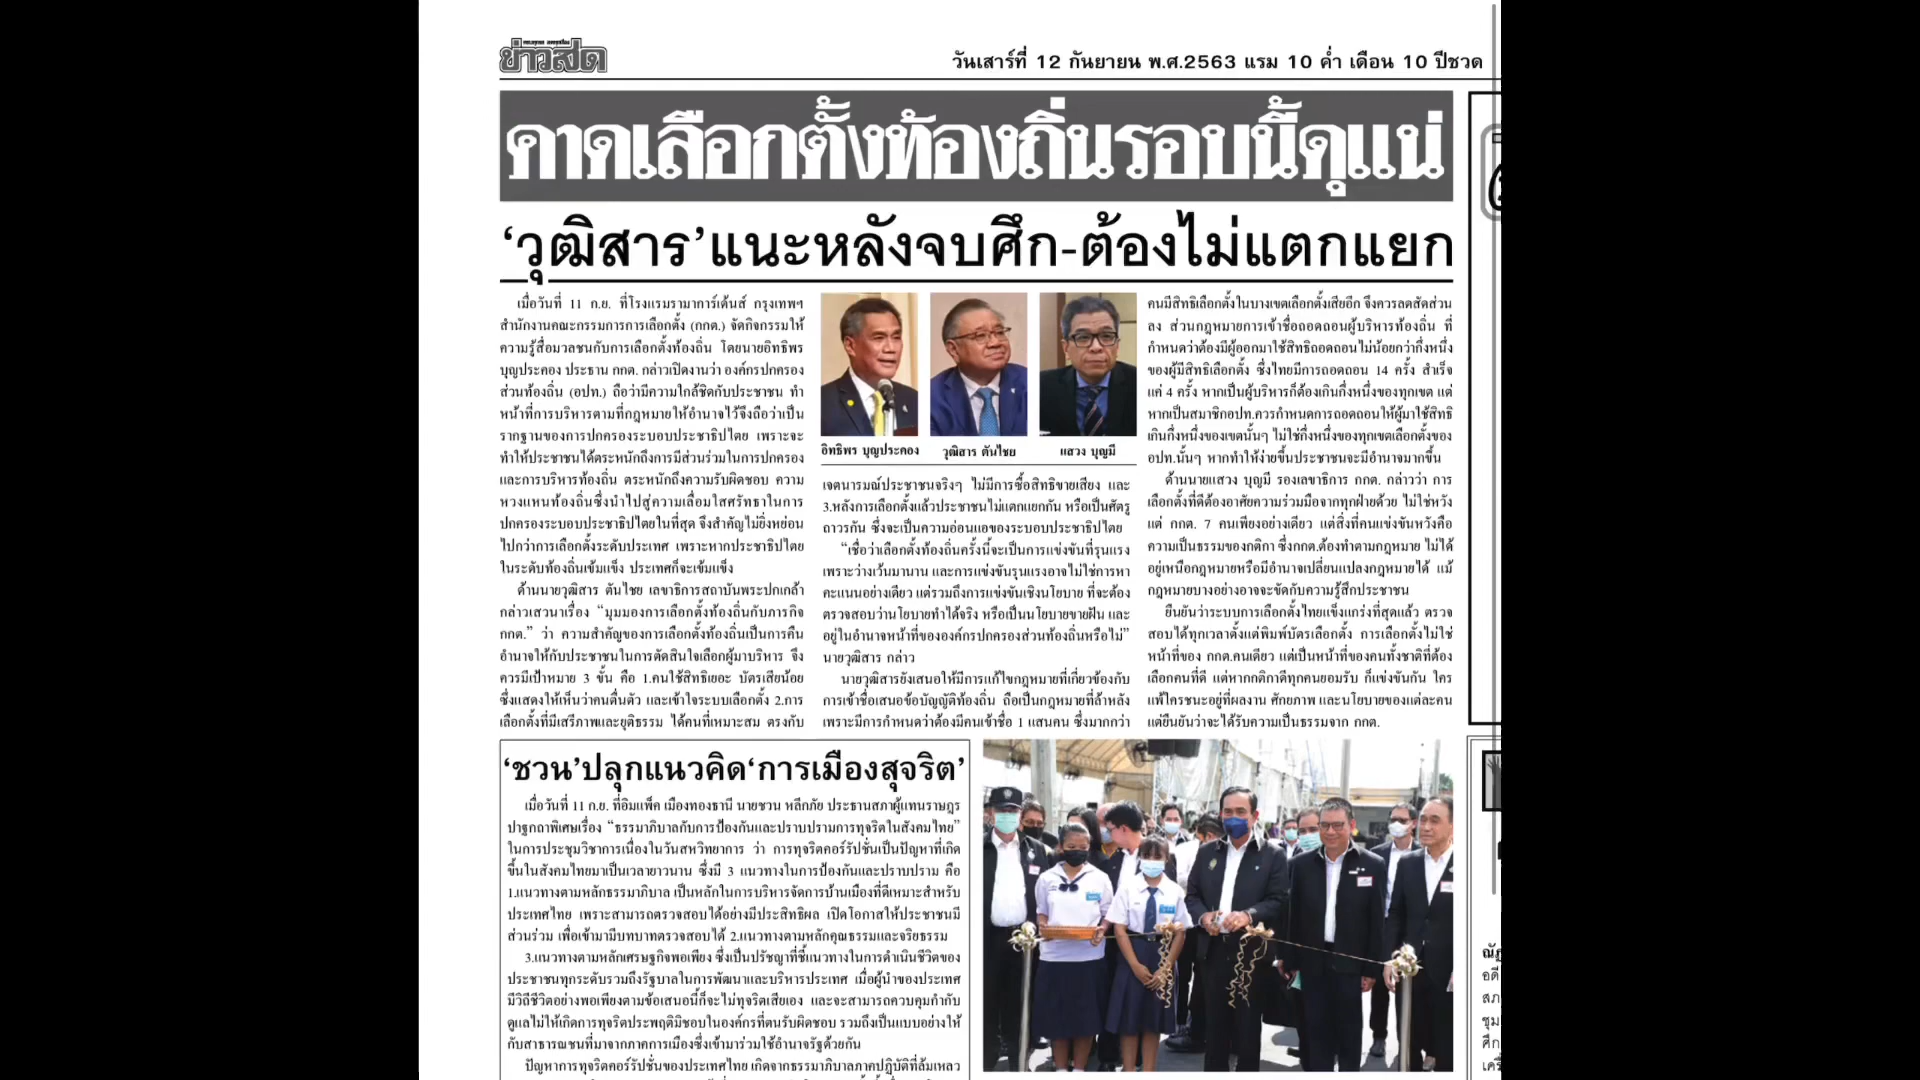 ข่าวสด
วันเสาร์ที่ 12 กันยายน พ.ศ.2563 แรม 10 ค่ำ เดือน 10 ปีชวด
คาดเลือกตั้งท้องถิ่นรอบนี้ดุแน่
‘วุฒิสาร’แนะหลังจบศึก-ต้องไม่แตกแยก
เมื่อวันที่ 11 ก.ย. ที่โรงแรมรามาการ์เด้นส์ กรุงเทพฯ
สำนักงานคณะกรรมการการเลือกตั้ง (กกต.) จัดกิจกรรมให้
ความรู้สื่อมวลชนกับการเลือกตั้งท้องถิ่น โดยนายอิทธิพร
บุญประคอง ประธาน กกต. กล่าวเปิดงานว่า องค์กรปกครอง
ส่วนท้องถิ่น (อปท.) ถือว่ามีความใกล้ชิดกับประชาชน ทำ
หน้าที่การบริหารตามที่กฎหมายให้อำนาจไว้จึงถือว่าเป็น
รากฐานของการปกครองระบอบประชาธิปไตย เพราะจะ
ทำให้ประชาชนได้ตระหนักถึงการมีส่วนร่วมในการปกครอง
และการบริหารท้องถิ่น ตระหนักถึงความรับผิดชอบ ความ
หวงแหนท้องถิ่นซึ่งนำไปสู่ความเลื่อมใสศรัทธาในการ
ปกครองระบอบประชาธิปไตยในที่สุด จึงสำคัญไม่ยิ่งหย่อน
ไปกว่าการเลือกตั้งระดับประเทศ เพราะหากประชาธิปไตย
ในระดับท้องถิ่นเข้มแข็ง ประเทศก็จะเข้มแข็ง
ด้านนายวุฒิสาร ตันไชย เลขาธิการสถาบันพระปกเกล้า
กล่าวเสวนาเรื่อง “มุมมองการเลือกตั้งท้องถิ่นกับภารกิจ
กกต.” ว่า ความสำคัญของการเลือกตั้งท้องถิ่นเป็นการคืน
อำนาจให้กับประชาชนในการตัดสินใจเลือกผู้มาบริหาร จึง
ควรมีเป้าหมาย 3 ขั้น คือ 1.คนใช้สิทธิเยอะ บัตรเสียน้อย
ซึ่งแสดงให้เห็นว่าคนตื่นตัว และเข้าใจระบบเลือกตั้ง 2.การ
เลือกตั้งที่มีเสรีภาพและยุติธรรม ได้คนที่เหมาะสม ตรงกับ
อิทธิพร บุญประคอง
วุฒิสาร ตันไชย
แสวง บุญมี
เจตนารมณ์ประชาชนจริงๆ ไม่มีการซื้อสิทธิขายเสียง และ
3.หลังการเลือกตั้งแล้วประชาชนไม่แตกแยกกัน หรือเป็นศัตรู
ถาวรกัน ซึ่งจะเป็นความอ่อนแอของระบอบประชาธิปไตย
“เชื่อว่าเลือกตั้งท้องถิ่นครั้งนี้จะเป็นการแข่งขันที่รุนแรง
เพราะว่างเว้นมานาน และการแข่งขันรุนแรงอาจไม่ใช่การหา
คะแนนอย่างเดียว แต่รวมถึงการแข่งขันเชิงนโยบาย ที่จะต้อง
ตรวจสอบว่านโยบายทำได้จริง หรือเป็นนโยบายขายฝัน และ
อยู่ในอำนาจหน้าที่ขององค์กรปกครองส่วนท้องถิ่นหรือไม่”
นายวุฒิสาร กล่าว
นายวุฒิสารยังเสนอให้มีการแก้ไขกฎหมายที่เกี่ยวข้องกับ
การเข้าชื่อเสนอข้อบัญญัติท้องถิ่น ถือเป็นกฎหมายที่ล้าหลัง
เพราะมีการกำหนดว่าต้องมีคนเข้าชื่อ 1 แสนคน ซึ่งมากกว่า
คนมีสิทธิเลือกตั้งในบางเขตเลือกตั้งเสียอีก จึงควรลดสัดส่วน
ลง ส่วนกฎหมายการเข้าชื่อถอดถอนผู้บริหารท้องถิ่น ที่
กำหนดว่าต้องมีผู้ออกมาใช้สิทธิถอดถอนไม่น้อยกว่ากึ่งหนึ่ง
ของผู้มีสิทธิเลือกตั้ง ซึ่งไทยมีการถอดถอน 14 ครั้ง สำเร็จ
แค่ 4 ครั้ง หากเป็นผู้บริหารก็ต้องเกินกึ่งหนึ่งของทุกเขต แต่
หากเป็นสมาชิกอปท.ควรกำหนดการถอดถอนให้ผู้มาใช้สิทธิ
เกินกึ่งหนึ่งของเขตนั้นๆ ไม่ใช่กึ่งหนึ่งของทุกเขตเลือกตั้งของ
อปท.นั้นๆ หากทำให้ง่ายขึ้นประชาชนจะมีอำนาจมากขึ้น
ด้านนายแสวง บุญมี รองเลขาธิการ กกต. กล่าวว่า การ
เลือกตั้งที่ดีต้องอาศัยความร่วมมือจากทุกฝ่ายด้วย ไม่ใช่หวัง
แต่ กกต. 7 คนเพียงอย่างเดียว แต่สิ่งที่คนแข่งขันหวังคือ
ความเป็นธรรมของกติกา ซึ่งกกต.ต้องทำตามกฎหมาย ไม่ได้
อยู่เหนือกฎหมายหรือมีอำนาจเปลี่ยนแปลงกฎหมายได้ แม้
กฎหมายบางอย่างอาจจะขัดกับความรู้สึกประชาชน
ยืนยันว่าระบบการเลือกตั้งไทยแข็งแกร่งที่สุดแล้ว ตรวจ
สอบได้ทุกเวลาตั้งแต่พิมพ์บัตรเลือกตั้ง การเลือกตั้งไม่ใช่
หน้าที่ของ กกต.คนเดียว แต่เป็นหน้าที่ของคนทั้งชาติที่ต้อง
เลือกคนที่ดี แต่หากกติกาดีทุกคนยอมรับ ก็แข่งขันกัน ใคร
แพ้ใครชนะอยู่ที่ผลงาน ศักยภาพ และนโยบายของแต่ละคน
แต่ยืนยันว่าจะได้รับความเป็นธรรมจาก กกต.
‘ชวน’ปลุกแนวคิด‘การเมืองสุจริต’
เมื่อวันที่ 11 ก.ย. ที่อิมแพ็ค เมืองทองธานี นายชวน หลีกภัย ประธานสภาผู้แทนราษฎร
ปาฐกถาพิเศษเรื่อง “ธรรมาภิบาลกับการป้องกันและปราบปรามการทุจริตในสังคมไทย”
ในการประชุมวิชาการเนื่องในวันสหวิทยาการ ว่า การทุจริตคอร์รัปชั่นเป็นปัญหาที่เกิด
ขึ้นในสังคมไทยมาเป็นเวลายาวนาน ซึ่งมี 3 แนวทางในการป้องกันและปราบปราม คือ
1.แนวทางตามหลักธรรมาภิบาล เป็นหลักในการบริหารจัดการบ้านเมืองที่ดีเหมาะสำหรับ
ประเทศไทย เพราะสามารถตรวจสอบได้อย่างมีประสิทธิผล เปิดโอกาสให้ประชาชนมี
ส่วนร่วม เพื่อเข้ามามีบทบาทตรวจสอบได้ 2.แนวทางตามหลักคุณธรรมและจริยธรรม
3.แนวทางตามหลักเศรษฐกิจพอเพียง ซึ่งเป็นปรัชญาที่ชี้แนวทางในการดำเนินชีวิตของ
ประชาชนทุกระดับรวมถึงรัฐบาลในการพัฒนาและบริหารประเทศ เมื่อผู้นำของประเทศ
มีวิถีชีวิตอย่างพอเพียงตามข้อเสนอนี้ก็จะไม่ทุจริตเสียเอง และจะสามารถควบคุมกำกับ
ดูแลไม่ให้เกิดการทุจริตประพฤติมิชอบในองค์กรที่ตนรับผิดชอบ รวมถึงเป็นแบบอย่างให้
กับสาธารณชนที่มาจากภาคการเมืองซึ่งเข้ามาร่วมใช้อำนาจรัฐด้วยกัน
ปัญหาการทุจริตคอร์รัปชั่นของประเทศไทย เกิดจากธรรมาภิบาลภาคปฏิบัติที่ล้มเหลว